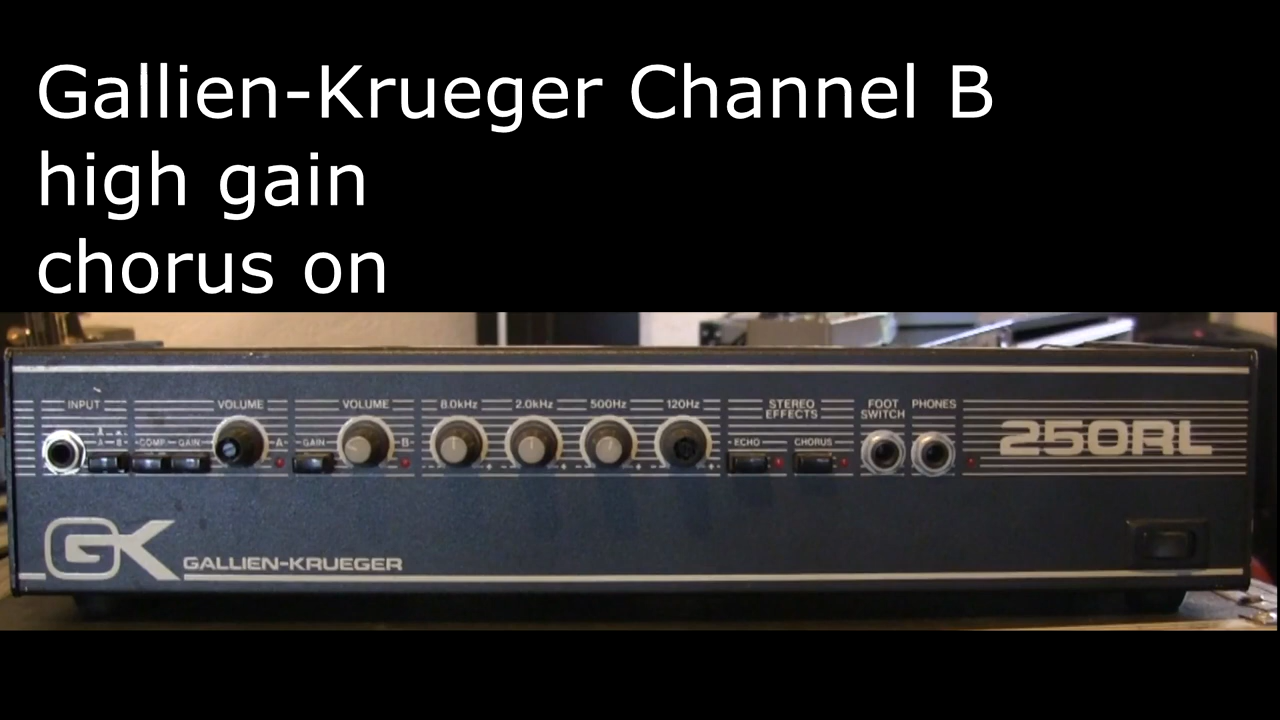 Gallien-Krueger Channel B
high gain
chorus on
INPUT
VOLUME
VOLUME
8.0kHz
2.0kHz
500Hz
120Hz
STEREO
EFFECTS
FOOT
SWITCH
PHONES
A
A
B
COMP
GAIN
A
GAIN
B
ECHO
CHORUS
250RL
GK
GALLIEN-KRUEGER